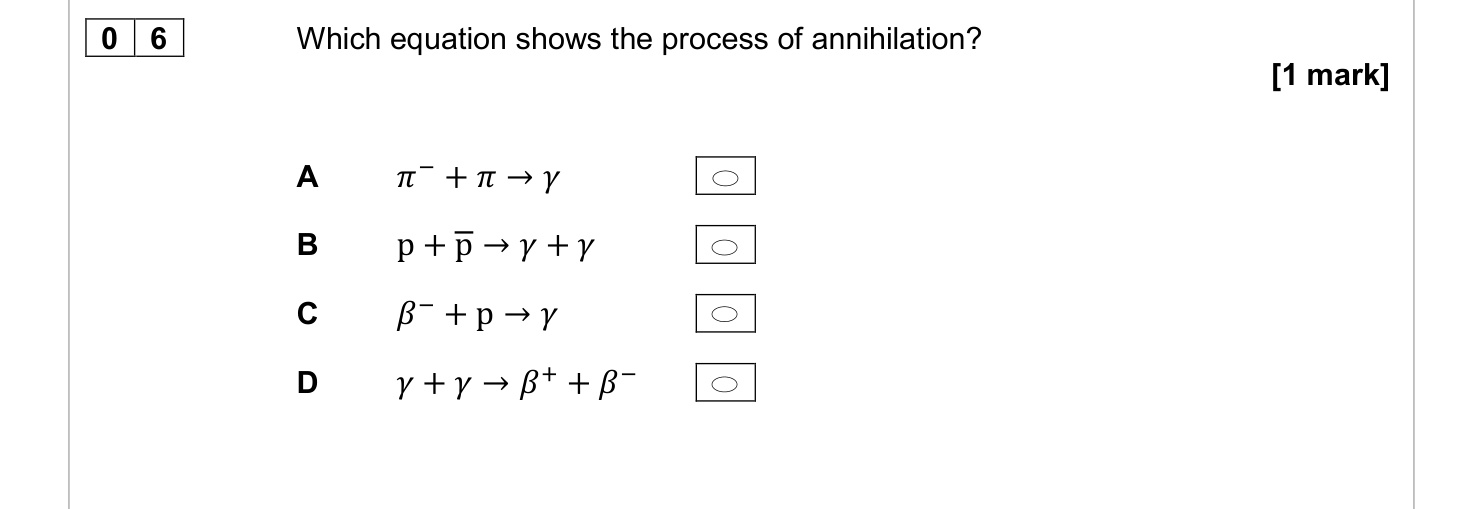 0 6 Which equation shows the process of annihilation?
[1 mark]
A π⁻ + π → γ
B p + p̅ → γ + γ
C β⁻ + p → γ
D γ + γ → β⁺ + β⁻